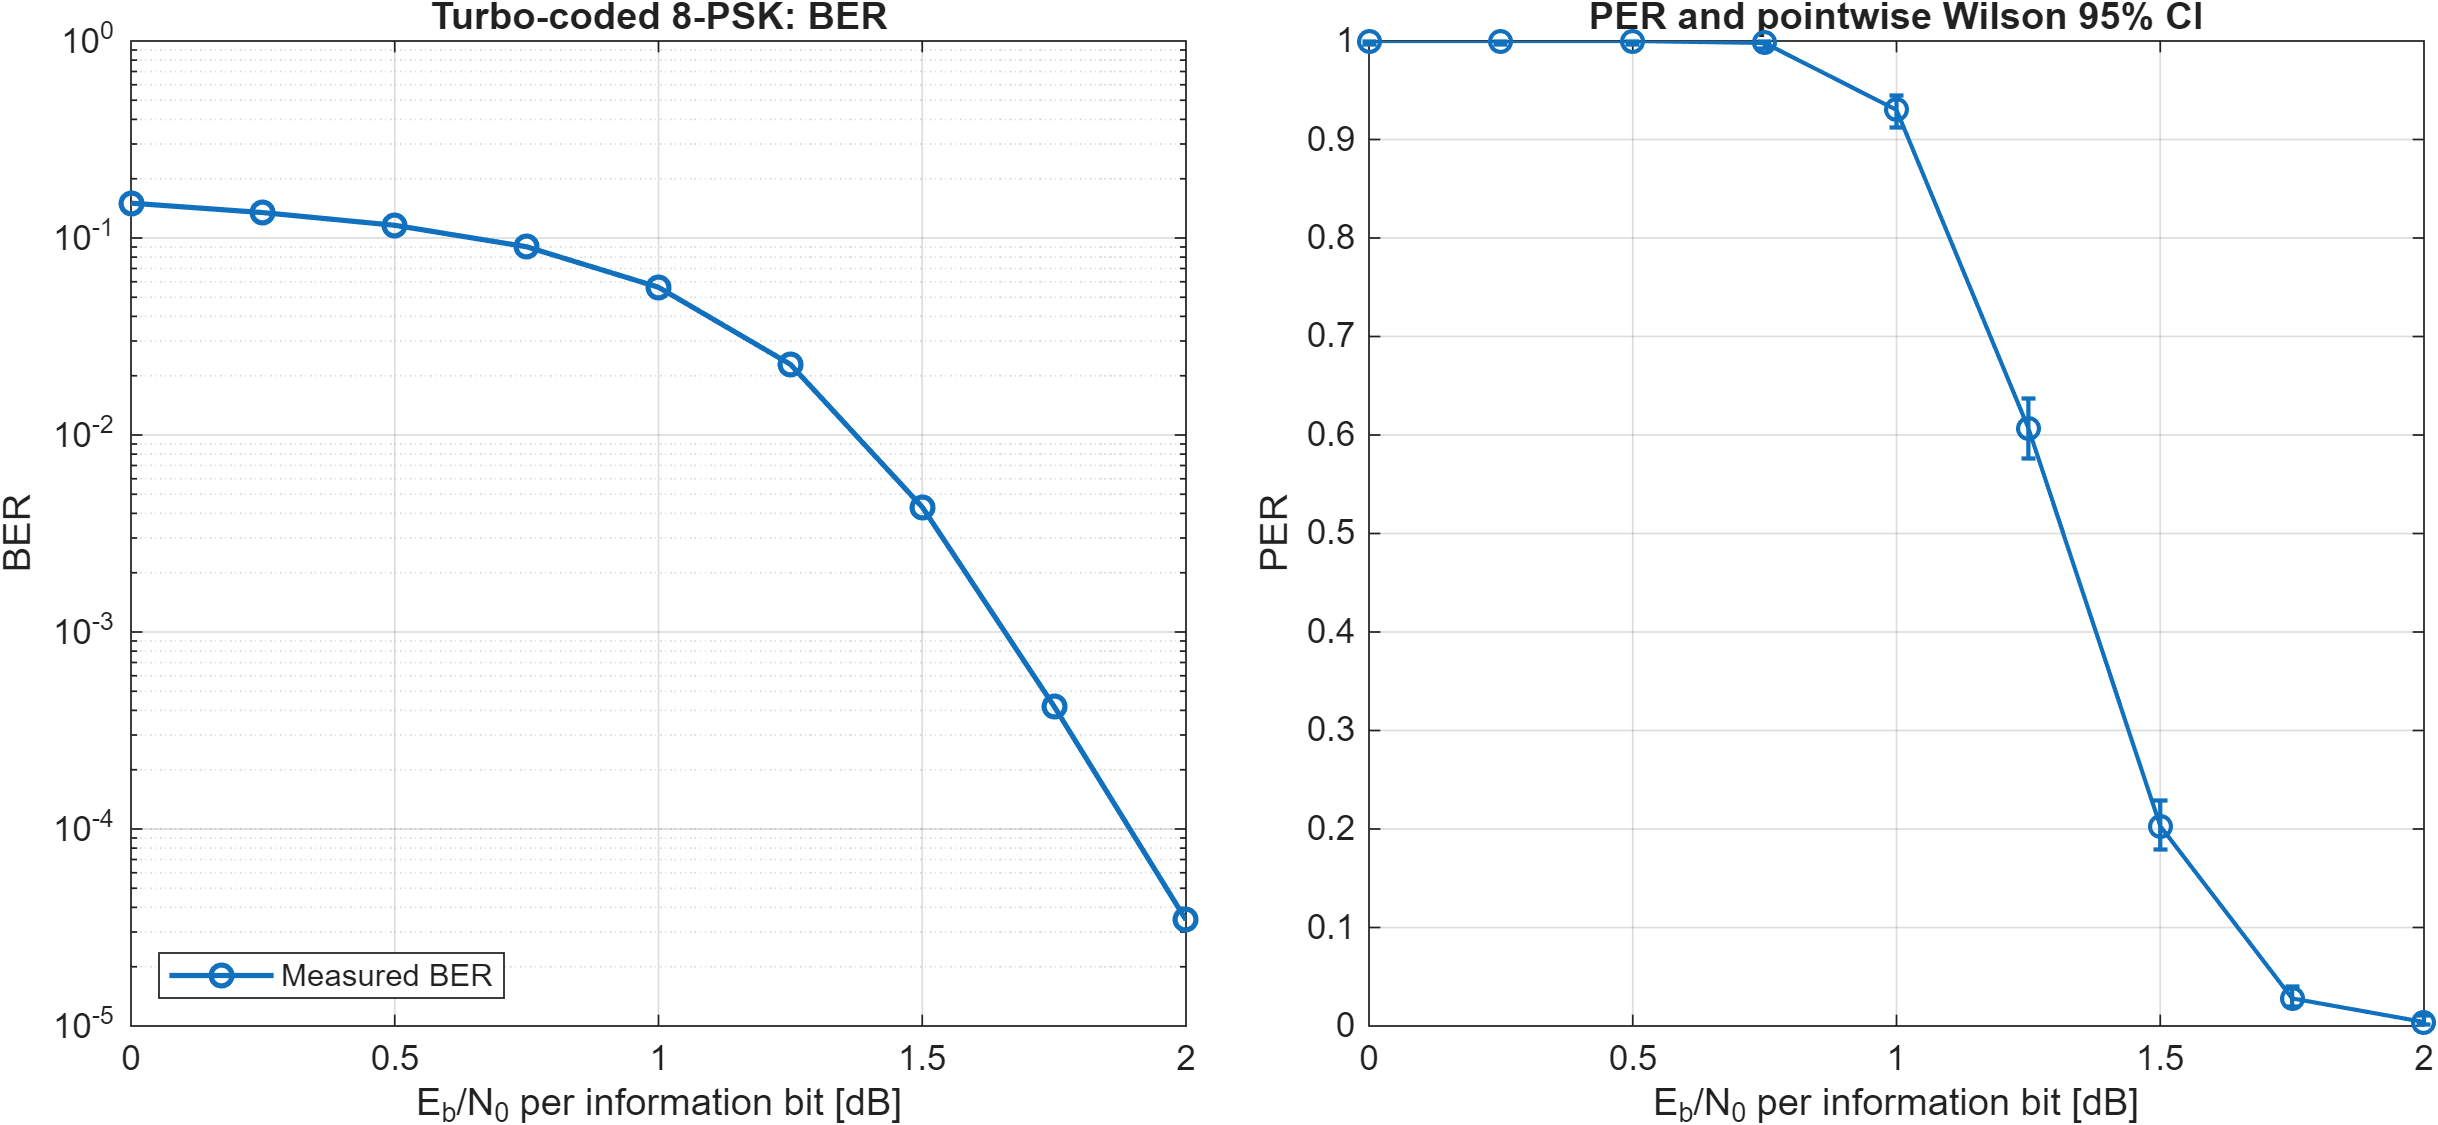 Turbo-coded 8-PSK: BER
10^0
10^-1
10^-2
10^-3
10^-4
10^-5
BER
Measured BER
0 0.5 1 1.5 2
E_b/N_0 per information bit [dB]
PER and pointwise Wilson 95% CI
1
0.9
0.8
0.7
0.6
0.5
0.4
0.3
0.2
0.1
0
PER
0 0.5 1 1.5 2
E_b/N_0 per information bit [dB]